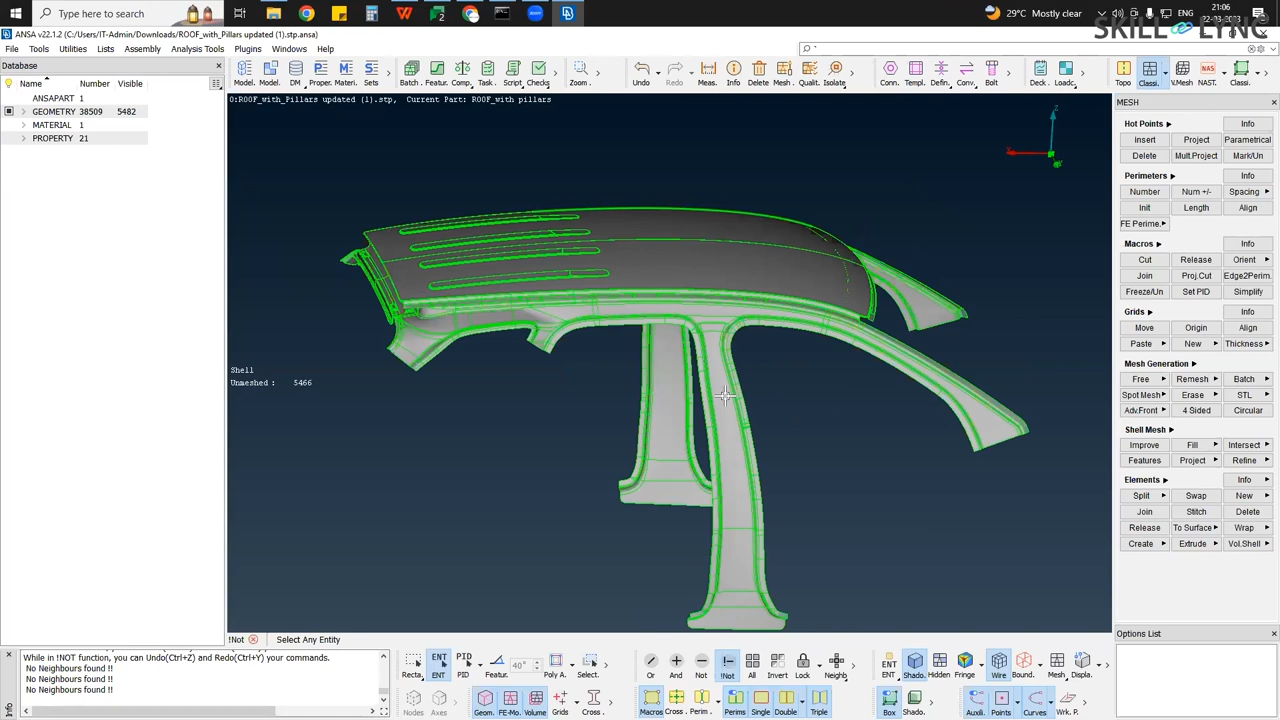 Type here to search
29°C Mostly clear
ENG
21:06
22-03-2023
SKILL LYNC
ANSA v22.1.2 (C:/Users/IT-Admin/Downloads/ROOF_with_Pillars updated (1).stp.ansa)
File Tools Utilities Lists Assembly Analysis Tools Plugins Windows Help
Database
Name Number Visible
ANSAPART 1
GEOMETRY 38509 5482
MATERIAL 1
PROPERTY 21
Model. Model. DM Proper. Materi. Sets
Batch . Featur. Comp. Task . Script Checks
Zoom -
Undo Redo Meas. Info Delete Mesh. Qualit. Isolate
Conn. Templ. Define Conv. Bolt
Deck . Loadc.
Topo Mesh. VMesh NAST.
0:ROOF_with_Pillars updated (1).stp, Current Part: ROOF_with pillars
Shell
Unmeshed : 5466
MESH
Hot Points Info
Insert Project Parametrical
Delete Mult.Project Mark/Un
Perimeters Info
Number Num +/- Spacing
Init Length Align
FE Perime.
Macros Info
Cut Release Orient
Join Proj.Cut Edge2Perim.
Freeze/Un Set PID Simplify
Grids Info
Move Origin Align
Paste New Thickness
Mesh Generation Info
Free Remesh Batch
Spot Mesh Erase STL
Adv.Front 4 Sided Circular
Shell Mesh
Improve Fill Intersect
Features Project Refine
Elements Info
Split Swap New
Join Stitch Delete
Release To Surface Wrap
Create Extrude Vol.Shell
Options List
!Not Select Any Entity
While in !NOT function, you can Undo(Ctrl+Z) and Redo(Ctrl+Y) your commands.
No Neighbours found !!
No Neighbours found !!
No Neighbours found !!
Info
Recta. ENT PID Featur. 40° Poly A. Select.
Or And Not !Not All Invert Lock Neighb
ENT Shado. Hidden Fringe Wire Bound. Mesh . Displa.
Nodes Axes Geom. FE-Mo. Volume Grids Cross .
Macros Cross . Perim . Perims Single Double Triple
Box Shado. Auxili. Points Curves Wrk. P.